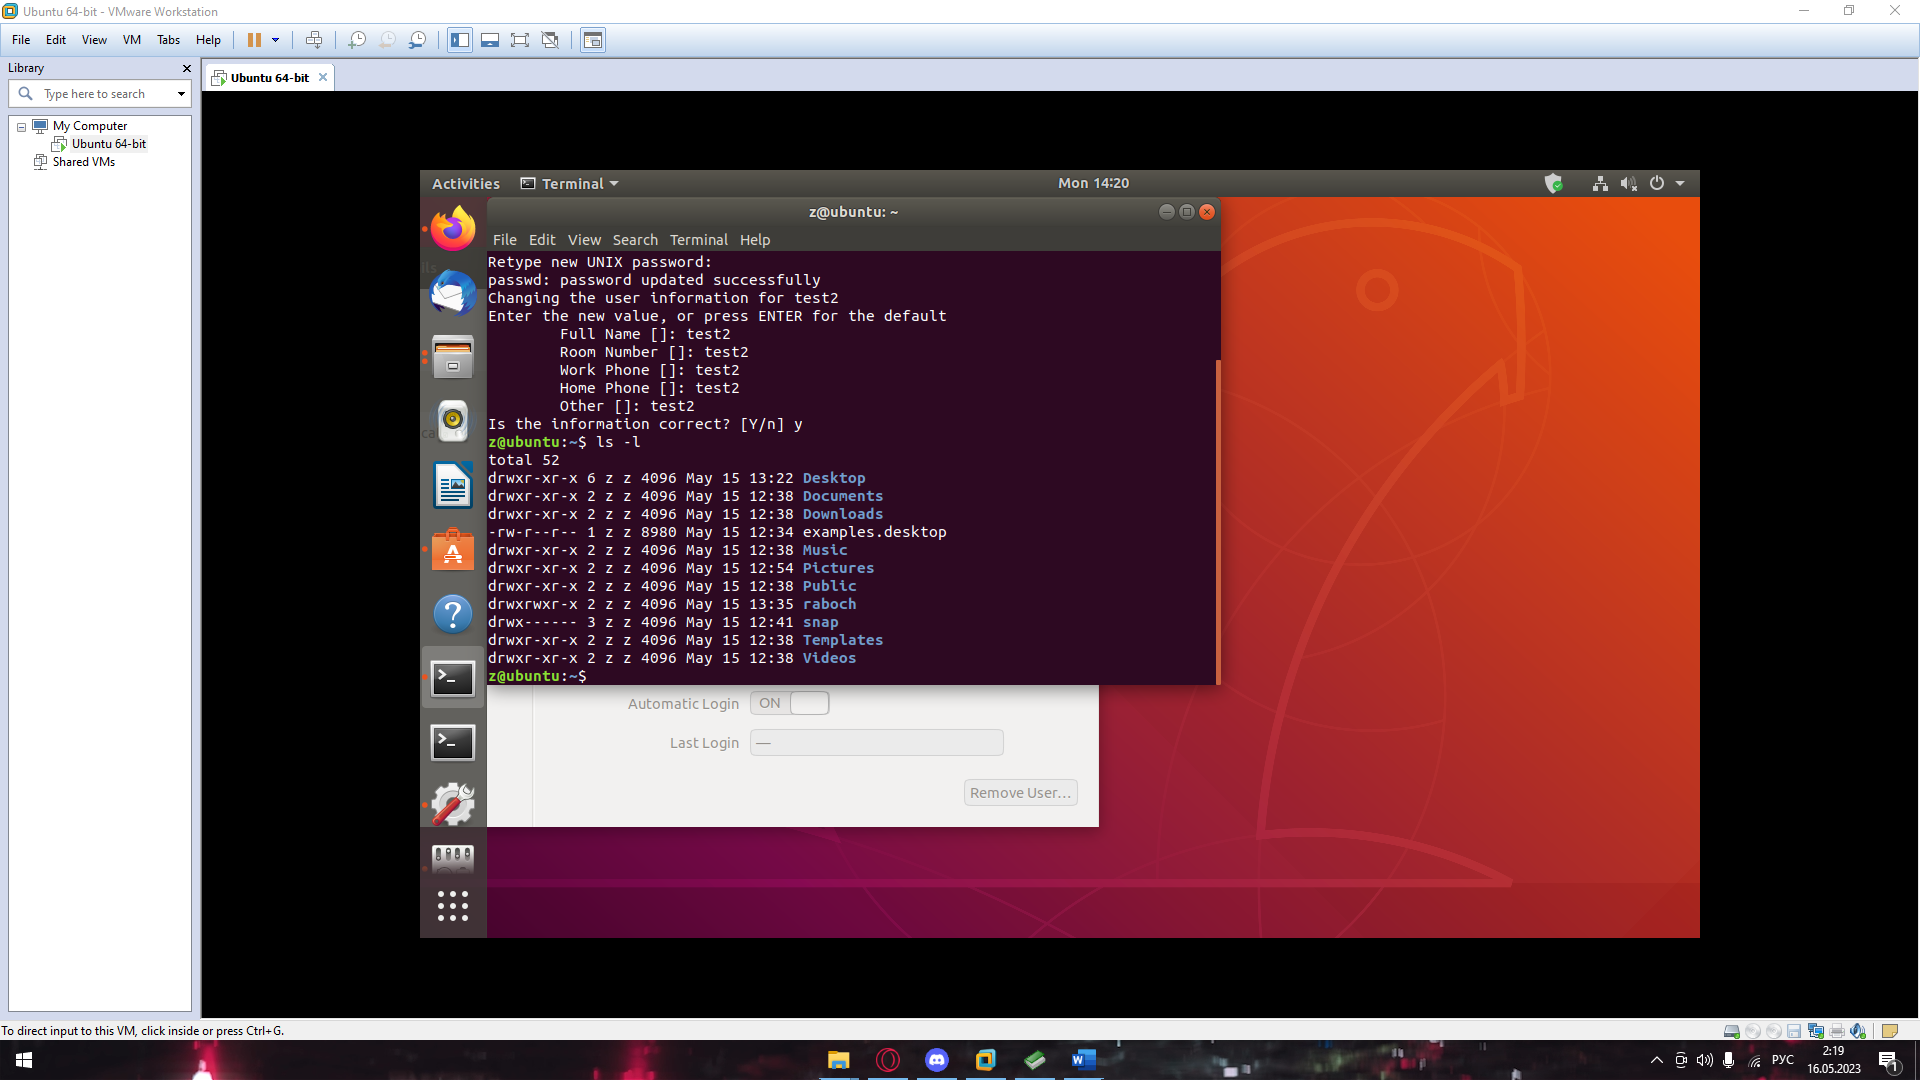 Ubuntu 64-bit - VMware Workstation
File Edit View VM Tabs Help
Library
Ubuntu 64-bit
Type here to search
My Computer
Ubuntu 64-bit
Shared VMs
Activities Terminal Mon 14:20
z@ubuntu: ~
File Edit View Search Terminal Help
Retype new UNIX password:
passwd: password updated successfully
Changing the user information for test2
Enter the new value, or press ENTER for the default
Full Name []: test2
Room Number []: test2
Work Phone []: test2
Home Phone []: test2
Other []: test2
Is the information correct? [Y/n] y
z@ubuntu:~$ ls -l
total 52
drwxr-xr-x 6 z z 4096 May 15 13:22 Desktop
drwxr-xr-x 2 z z 4096 May 15 12:38 Documents
drwxr-xr-x 2 z z 4096 May 15 12:38 Downloads
-rw-r--r-- 1 z z 8980 May 15 12:34 examples.desktop
drwxr-xr-x 2 z z 4096 May 15 12:38 Music
drwxr-xr-x 2 z z 4096 May 15 12:54 Pictures
drwxr-xr-x 2 z z 4096 May 15 12:38 Public
drwxrwxr-x 2 z z 4096 May 15 13:35 raboch
drwx------ 3 z z 4096 May 15 12:41 snap
drwxr-xr-x 2 z z 4096 May 15 12:38 Templates
drwxr-xr-x 2 z z 4096 May 15 12:38 Videos
z@ubuntu:~$
Automatic Login ON
Last Login —
Remove User…
To direct input to this VM, click inside or press Ctrl+G.
РУС
2:19
16.05.2023
1